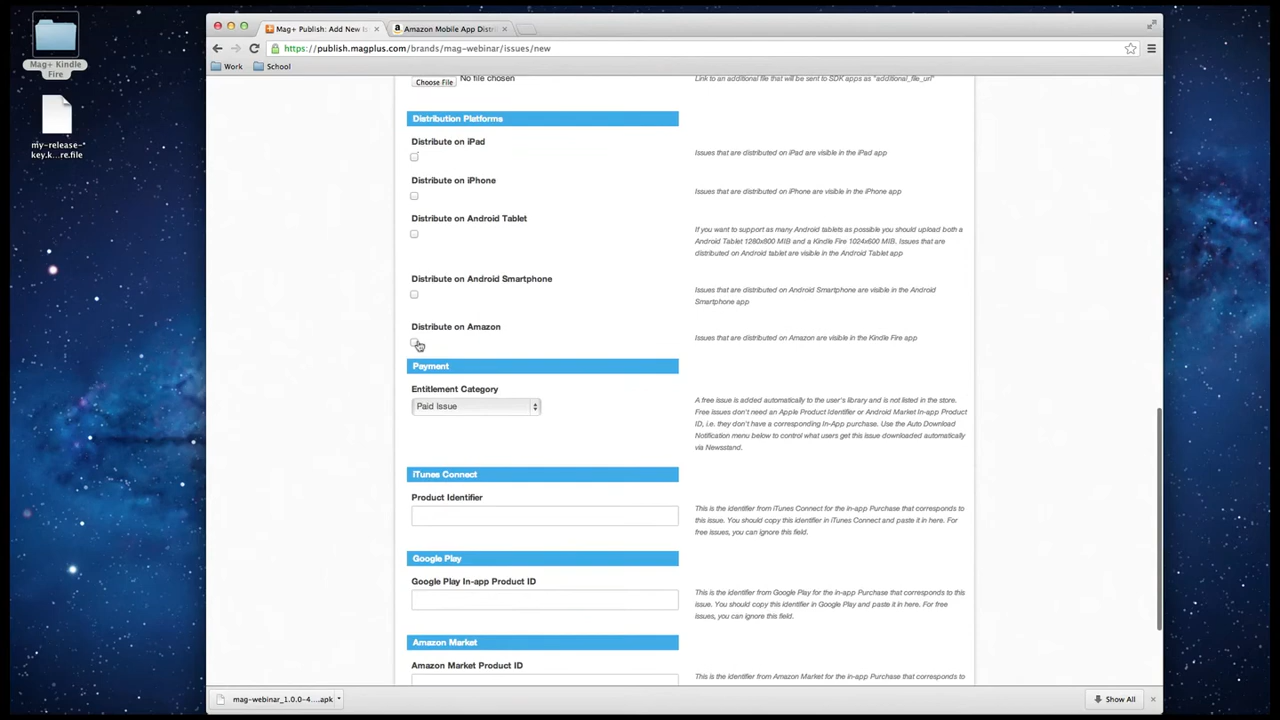 Mag+ Publish: Add New Is
Amazon Mobile App Distri
https://publish.magplus.com/brands/mag-webinar/issues/new
Work
School
Mag+ Kindle
Fire
my-release-
key.k...re.file
Choose File
No file chosen
Link to an additional file that will be sent to SDK apps as "additional_file_url"
Distribution Platforms
Distribute on iPad
Issues that are distributed on iPad are visible in the iPad app
Distribute on iPhone
Issues that are distributed on iPhone are visible in the iPhone app
Distribute on Android Tablet
If you want to support as many Android tablets as possible you should upload both a
Android Tablet 1280x800 MIB and a Kindle Fire 1024x600 MIB. Issues that are
distributed on Android tablet are visible in the Android Tablet app
Distribute on Android Smartphone
Issues that are distributed on Android Smartphone are visible in the Android
Smartphone app
Distribute on Amazon
Issues that are distributed on Amazon are visible in the Kindle Fire app
Payment
Entitlement Category
Paid Issue
A free issue is added automatically to the user's library and is not listed in the store.
Free issues don't need an Apple Product Identifier or Android Market In-app Product
ID, i.e. they don't have a corresponding In-App purchase. Use the Auto Download
Notification menu below to control what users get this issue downloaded automatically
via Newsstand.
iTunes Connect
Product Identifier
This is the identifier from iTunes Connect for the in-app Purchase that corresponds to
this issue. You should copy this identifier in iTunes Connect and paste it in here. For
free issues, you can ignore this field.
Google Play
Google Play In-app Product ID
This is the identifier from Google Play for the in-app Purchase that corresponds to this
issue. You should copy this identifier in Google Play and paste it in here. For free
issues, you can ignore this field.
Amazon Market
Amazon Market Product ID
This is the identifier from Amazon Market for the in-app Purchase that corresponds to
mag-webinar_1.0.0-4....apk
Show All